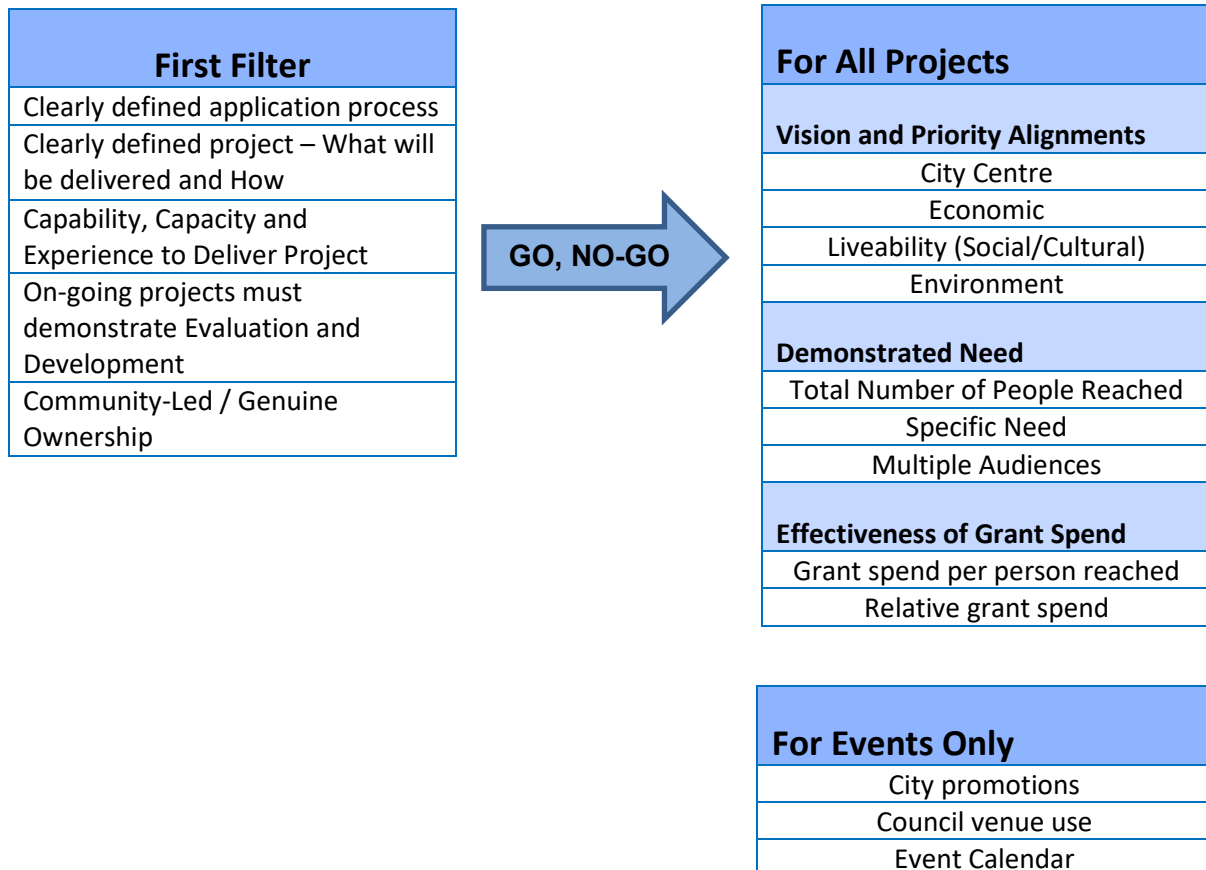 First Filter
Clearly defined application process
Clearly defined project – What will
be delivered and How
Capability, Capacity and
Experience to Deliver Project
On-going projects must
demonstrate Evaluation and
Development
Community-Led / Genuine
Ownership
GO, NO-GO
For All Projects
Vision and Priority Alignments
City Centre
Economic
Liveability (Social/Cultural)
Environment
Demonstrated Need
Total Number of People Reached
Specific Need
Multiple Audiences
Effectiveness of Grant Spend
Grant spend per person reached
Relative grant spend
For Events Only
City promotions
Council venue use
Event Calendar